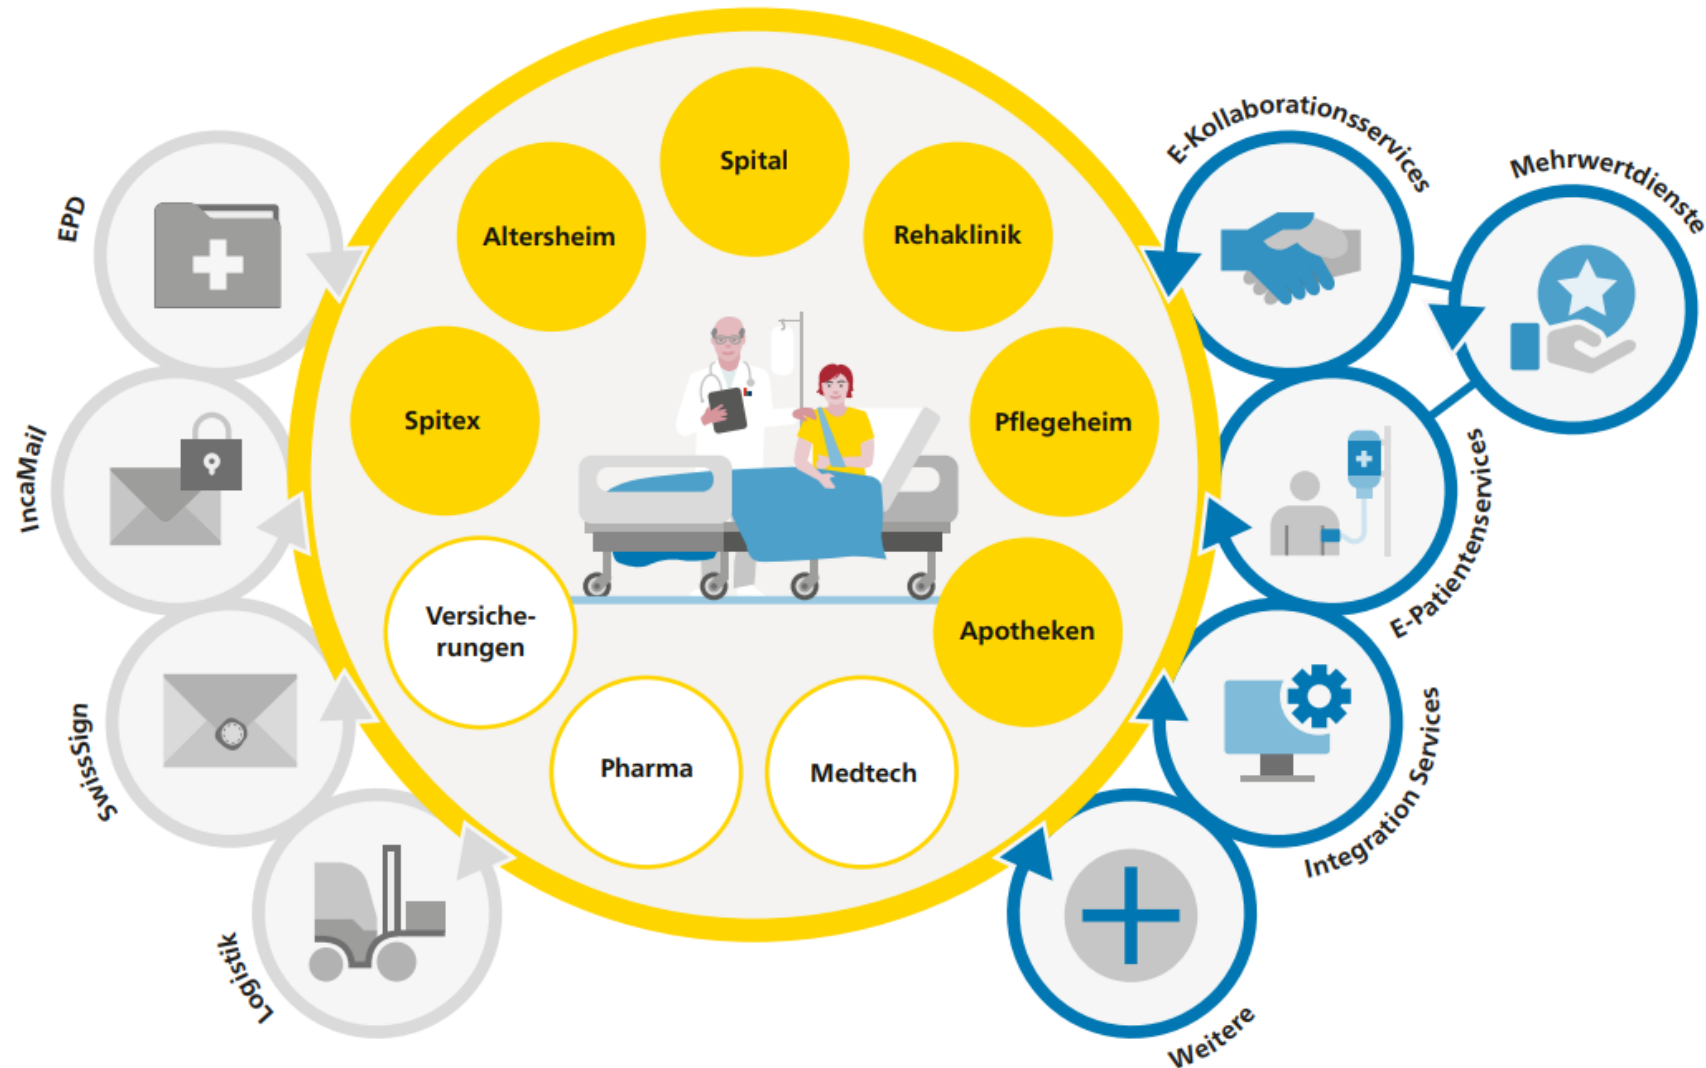 EPD
IncaMail
SwissSign
Logistik
Spital
Altersheim
Rehaklinik
Spitex
Pflegeheim
Versiche-
rungen
Apotheken
Pharma
Medtech
E-Kollaborationsservices
Mehrwertdienste
E-Patientenservices
Integration Services
Weitere